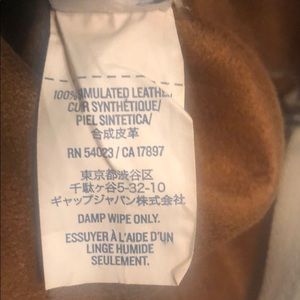 100% SIMULATED LEATHER
CUIR SYNTHÉTIQUE/
PIEL SINTETICA/
合成皮革
RN 54023 / CA 17897
東京都渋谷区
千駄ヶ谷5-32-10
ギャップジャパン株式会社
DAMP WIPE ONLY.
ESSUYER À L'AIDE D'UN
LINGE HUMIDE
SEULEMENT.